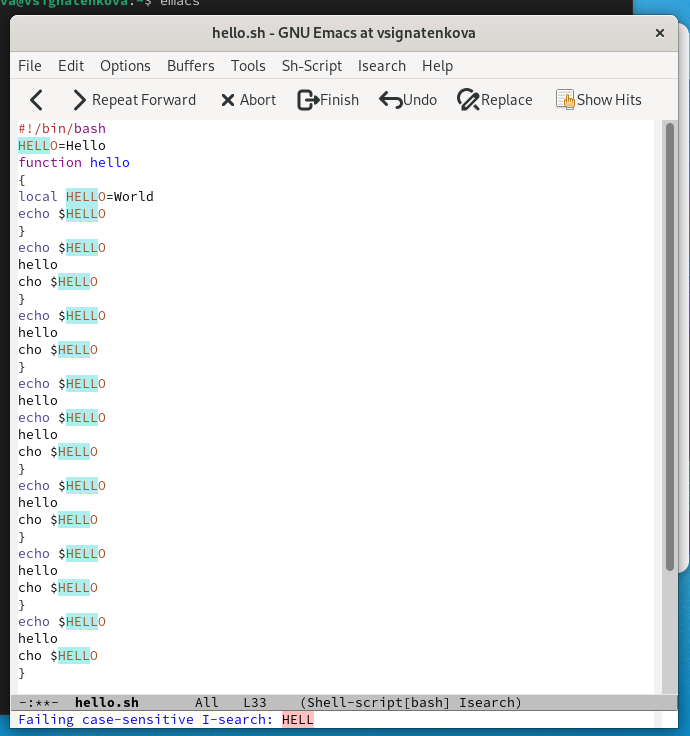 va@vsignatenkova:~$ emacs
hello.sh - GNU Emacs at vsignatenkova
File Edit Options Buffers Tools Sh-Script Isearch Help
Repeat Forward Abort Finish Undo Replace Show Hits
#!/bin/bash
HELLO=Hello
function hello
{
local HELLO=World
echo $HELLO
}
echo $HELLO
hello
cho $HELLO
}
echo $HELLO
hello
cho $HELLO
}
echo $HELLO
hello
echo $HELLO
hello
cho $HELLO
}
echo $HELLO
hello
cho $HELLO
}
echo $HELLO
hello
cho $HELLO
}
echo $HELLO
hello
cho $HELLO
}
-:**- hello.sh All L33 (Shell-script[bash] Isearch)
Failing case-sensitive I-search: HELL